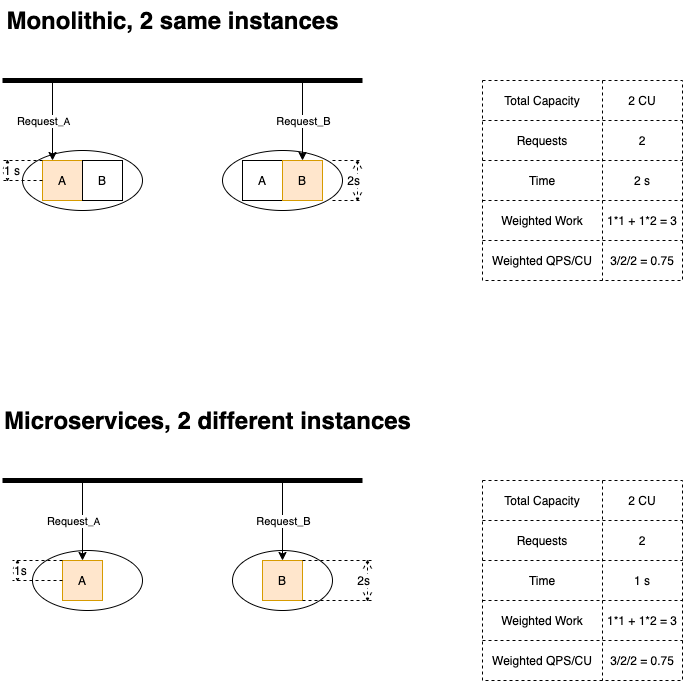 Monolithic, 2 same instances
Request_A
Request_B
1 s
A
B
A
B
2s
Total Capacity
2 CU
Requests
2
Time
2 s
Weighted Work
1*1 + 1*2 = 3
Weighted QPS/CU
3/2/2 = 0.75
Microservices, 2 different instances
Request_A
Request_B
1s
A
B
2s
Total Capacity
2 CU
Requests
2
Time
1 s
Weighted Work
1*1 + 1*2 = 3
Weighted QPS/CU
3/2/2 = 0.75